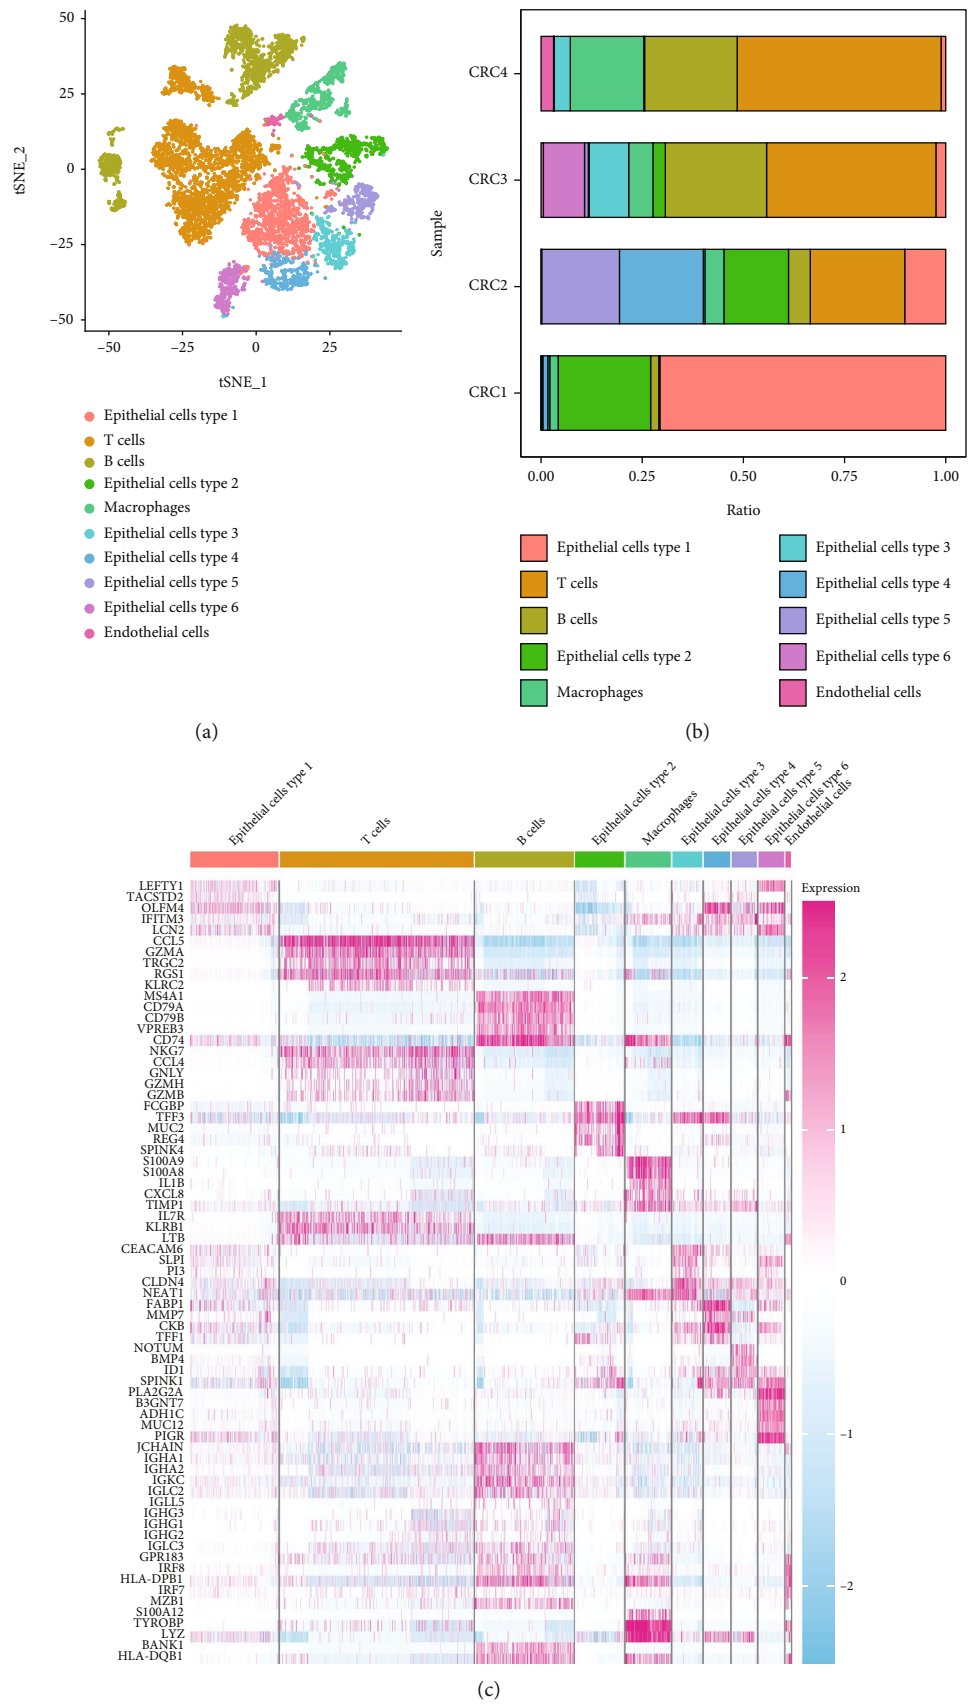 50
25
0
−25
−50
tSNE_2
−50
−25
0
25
tSNE_1
Epithelial cells type 1
T cells
B cells
Epithelial cells type 2
Macrophages
Epithelial cells type 3
Epithelial cells type 4
Epithelial cells type 5
Epithelial cells type 6
Endothelial cells
(a)
CRC4
CRC3
CRC2
CRC1
Sample
0.00
0.25
0.50
0.75
1.00
Ratio
Epithelial cells type 1
T cells
B cells
Epithelial cells type 2
Macrophages
Epithelial cells type 3
Epithelial cells type 4
Epithelial cells type 5
Epithelial cells type 6
Endothelial cells
(b)
Epithelial cells type 1
T cells
B cells
Epithelial cells type 2
Macrophages
Epithelial cells type 3
Epithelial cells type 4
Epithelial cells type 5
Epithelial cells type 6
Endothelial cells
LEFTY1
TACSTD2
OLFM4
IFITM3
LCN2
CCL5
GZMA
TRGC2
RGS1
KLRC2
MS4A1
CD79A
CD79B
VPREB3
CD74
NKG7
CCL4
GNLY
GZMH
GZMB
FCGBP
TFF3
MUC2
REG4
SPINK4
S100A9
S100A8
IL1B
CXCL8
TIMP1
IL7R
KLRB1
LTB
CEACAM6
SLPI
PI3
CLDN4
NEAT1
FABP1
MMP7
CKB
TFF1
NOTUM
BMP4
ID1
SPINK1
PLA2G2A
B3GNT7
ADH1C
MUC12
PIGR
JCHAIN
IGHA1
IGHA2
IGKC
IGLC2
IGLL5
IGHG3
IGHG1
IGHG2
IGLC3
GPR183
IRF8
HLA-DPB1
IRF7
MZB1
S100A12
TYROBP
LYZ
BANK1
HLA-DQB1
Expression
2
1
0
−1
−2
(c)